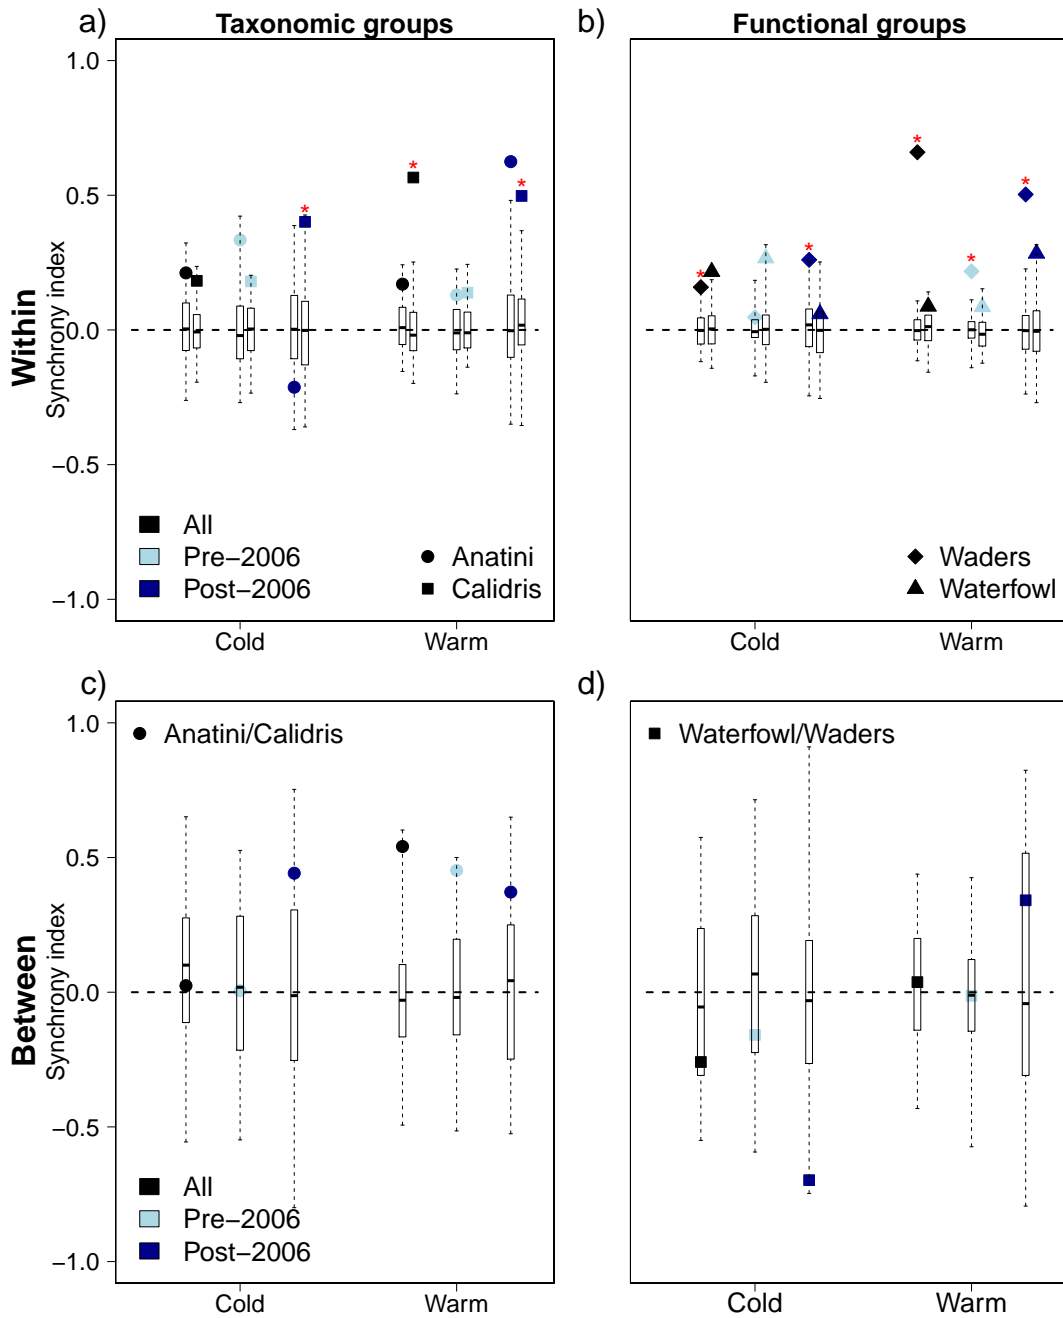 a) Taxonomic groups
b) Functional groups
Within
Synchrony index
1.0
0.5
0.0
−0.5
−1.0
* * *
* * * * *
All
Pre−2006
Post−2006
Anatini
Calidris
Waders
Waterfowl
Cold Warm
Cold Warm
c)
d)
Between
Synchrony index
1.0
0.5
0.0
−0.5
−1.0
Anatini/Calidris
Waterfowl/Waders
All
Pre−2006
Post−2006
Cold Warm
Cold Warm